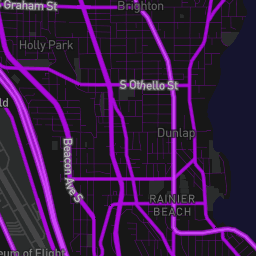 S Graham St
Brighton
Holly Park
S Othello St
Dunlap
Beacon Ave S
RAINIER
BEACH
eum of Flight